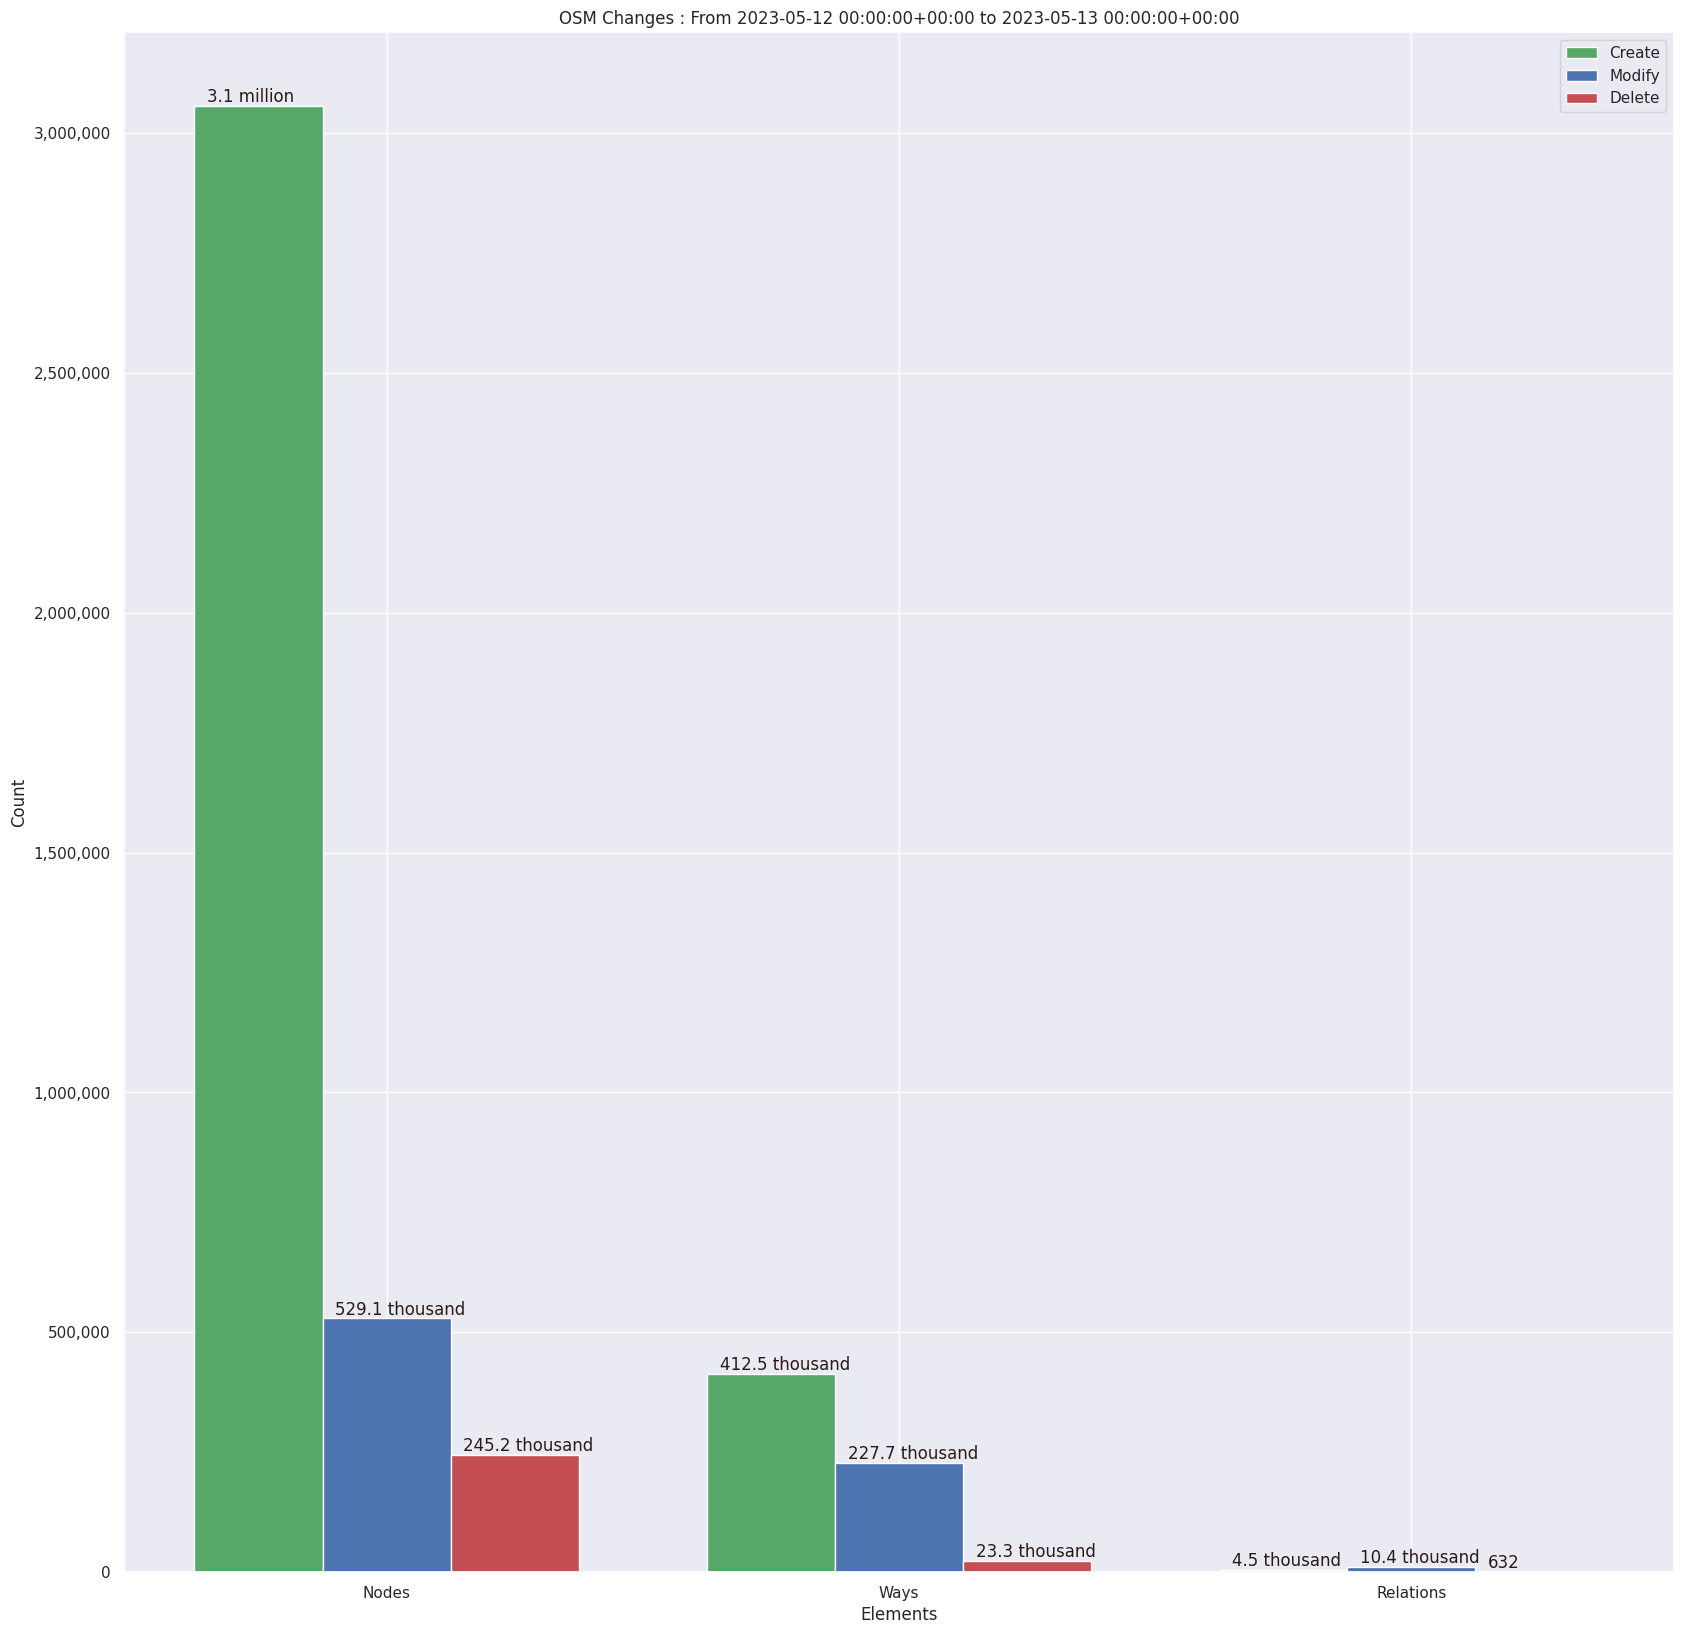 OSM Changes : From 2023-05-12 00:00:00+00:00 to 2023-05-13 00:00:00+00:00
Create
Modify
Delete
3.1 million
3,000,000
2,500,000
2,000,000
Count
1,500,000
1,000,000
529.1 thousand
500,000
412.5 thousand
245.2 thousand
227.7 thousand
23.3 thousand
4.5 thousand
10.4 thousand
632
0
Nodes
Ways
Relations
Elements